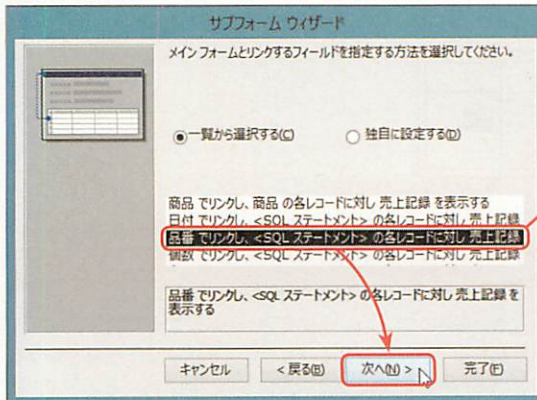 サブフォーム ウィザード
メイン フォームとリンクするフィールドを指定する方法を選択してください。
一覧から選択する(C)
独自に設定する(D)
商品 でリンクし、商品 の各レコードに対し 売上記録 を表示する
日付 でリンクし、<SQL ステートメント> の各レコードに対し 売上記録
品番 でリンクし、<SQL ステートメント> の各レコードに対し 売上記録
個数 でリンクし、<SQL ステートメント> の各レコードに対し 売上記録
品番 でリンクし、<SQL ステートメント> の各レコードに対し 売上記録 を
表示する
キャンセル
< 戻る(B)
次へ(N) >
完了(F)